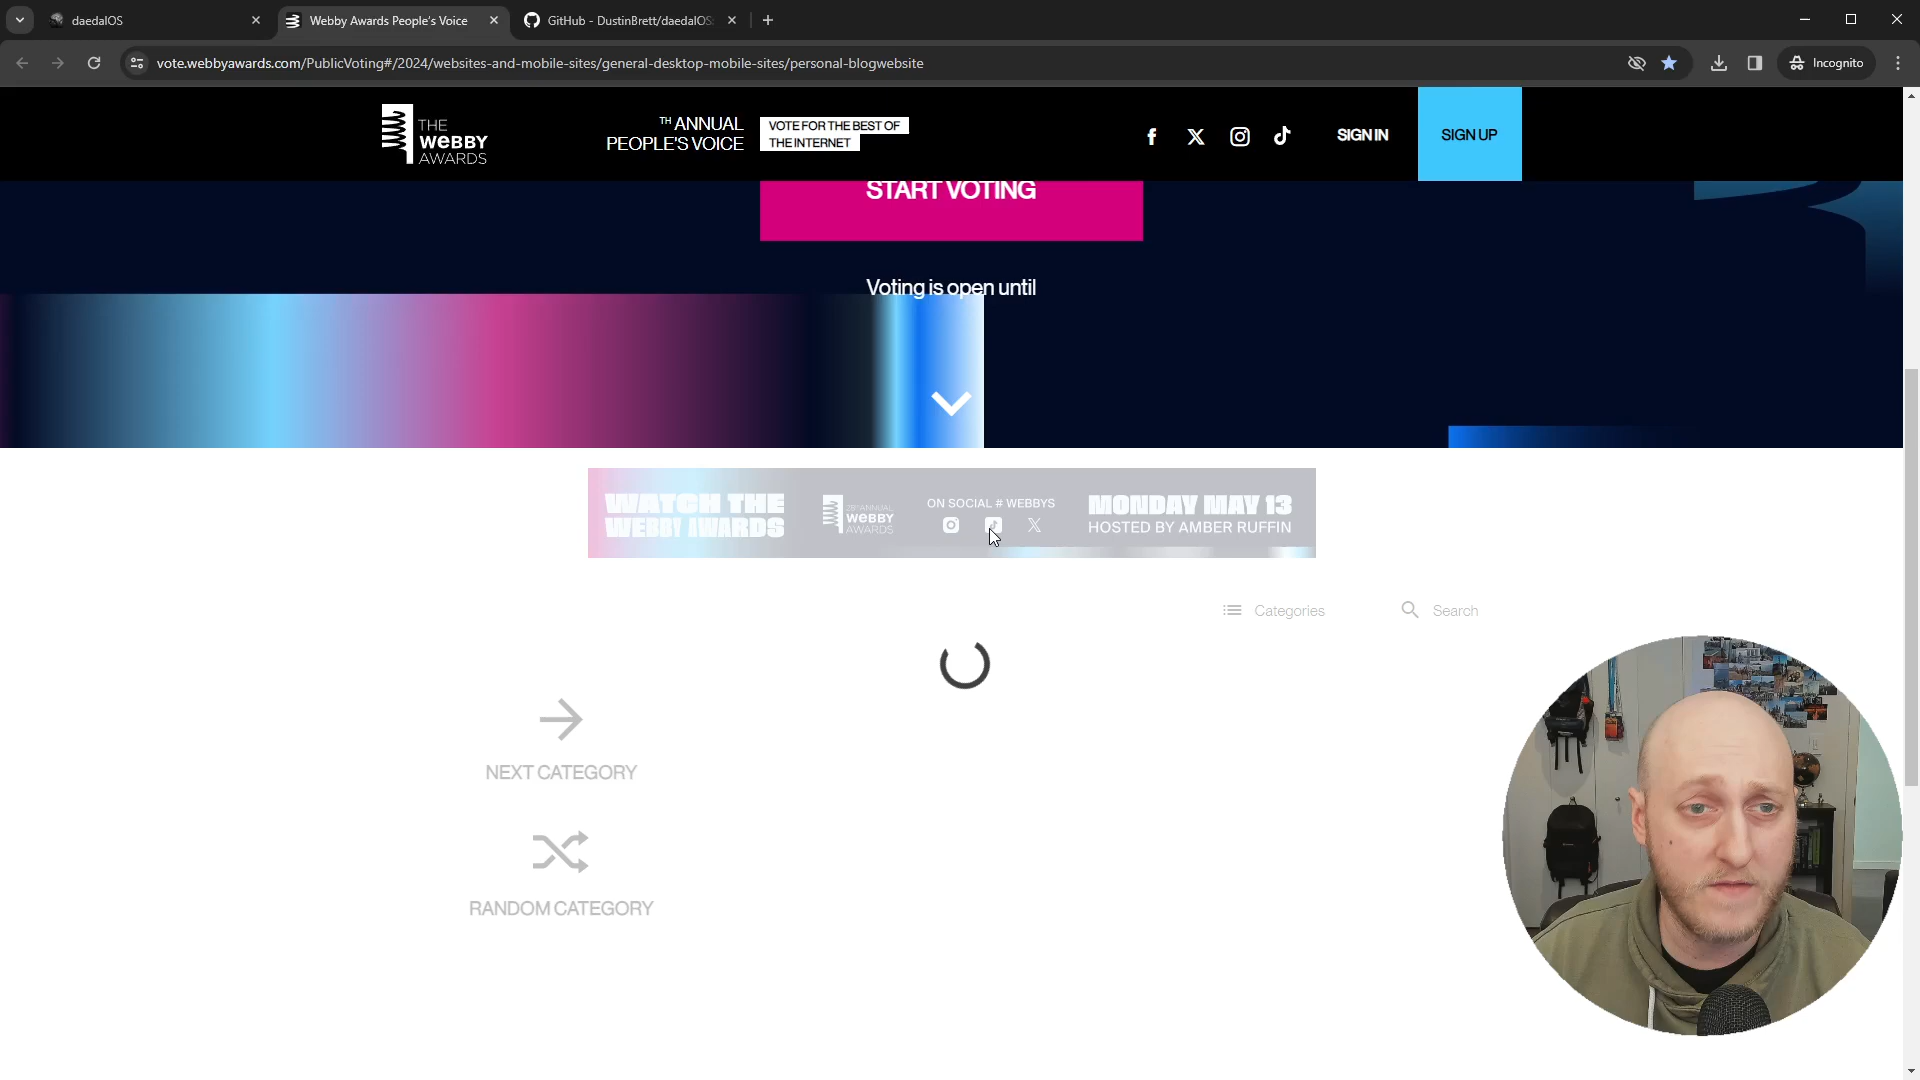 daedalOS
Webby Awards People's Voice
GitHub - DustinBrett/daedalOS:
vote.webbyawards.com/PublicVoting#/2024/websites-and-mobile-sites/general-desktop-mobile-sites/personal-blogwebsite
Incognito
THE
WEBBY
AWARDS
TH ANNUAL
PEOPLE'S VOICE
VOTE FOR THE BEST OF
THE INTERNET
SIGN IN
SIGN UP
START VOTING
Voting is open until
WATCH THE
WEBBY AWARDS
28TH ANNUAL
WEBBY
AWARDS
ON SOCIAL # WEBBYS
MONDAY MAY 13
HOSTED BY AMBER RUFFIN
Categories
Search
NEXT CATEGORY
RANDOM CATEGORY